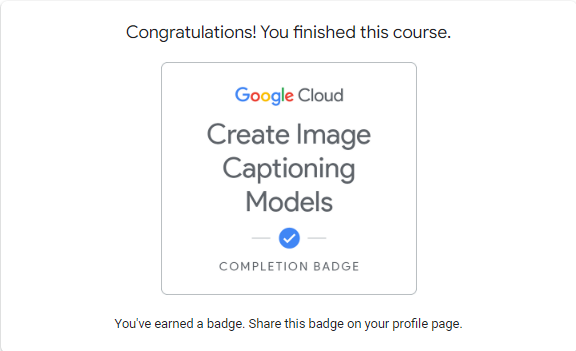 Congratulations! You finished this course.
Google Cloud
Create Image
Captioning
Models
COMPLETION BADGE
You've earned a badge. Share this badge on your profile page.